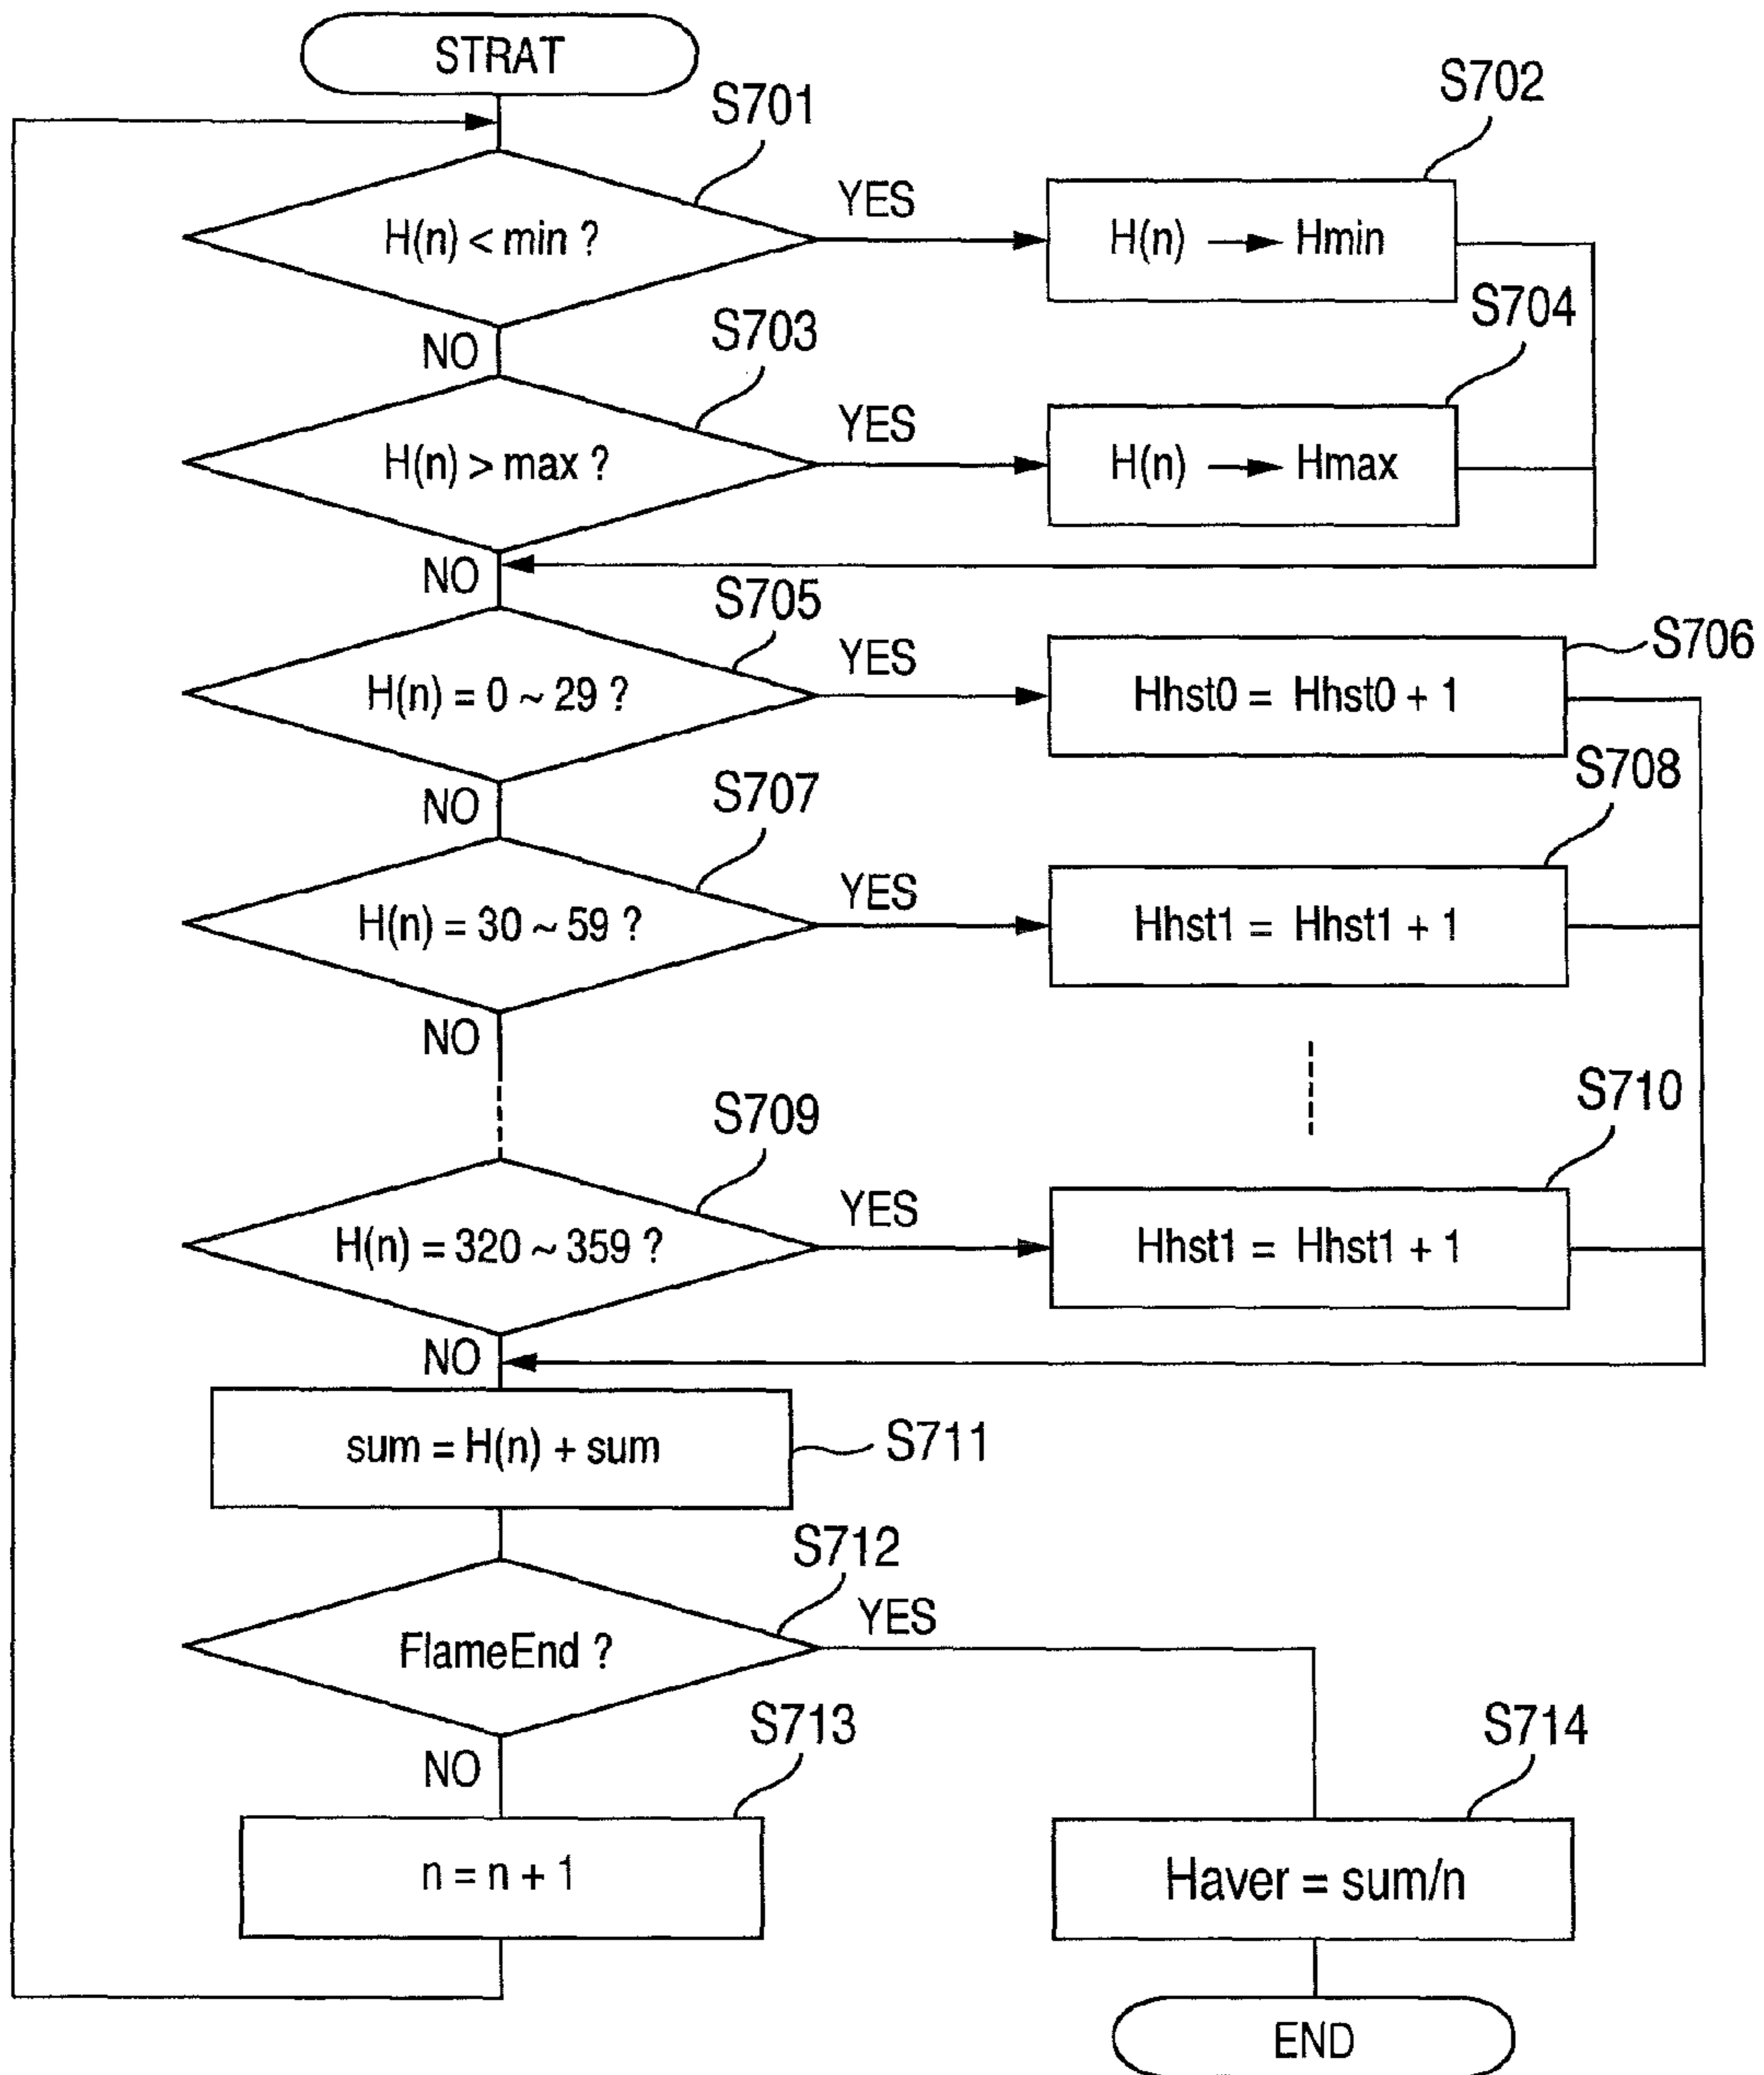 STRAT
S701
H(n) < min ?
YES
NO
S702
H(n) → Hmin
S703
H(n) > max ?
YES
NO
S704
H(n) → Hmax
S705
H(n) = 0 ~ 29 ?
YES
NO
S706
Hhst0 = Hhst0 + 1
S707
H(n) = 30 ~ 59 ?
YES
NO
S708
Hhst1 = Hhst1 + 1
S709
H(n) = 320 ~ 359 ?
YES
NO
S710
Hhst1 = Hhst1 + 1
sum = H(n) + sum
S711
S712
FlameEnd ?
YES
NO
S713
n = n + 1
S714
Haver = sum/n
END